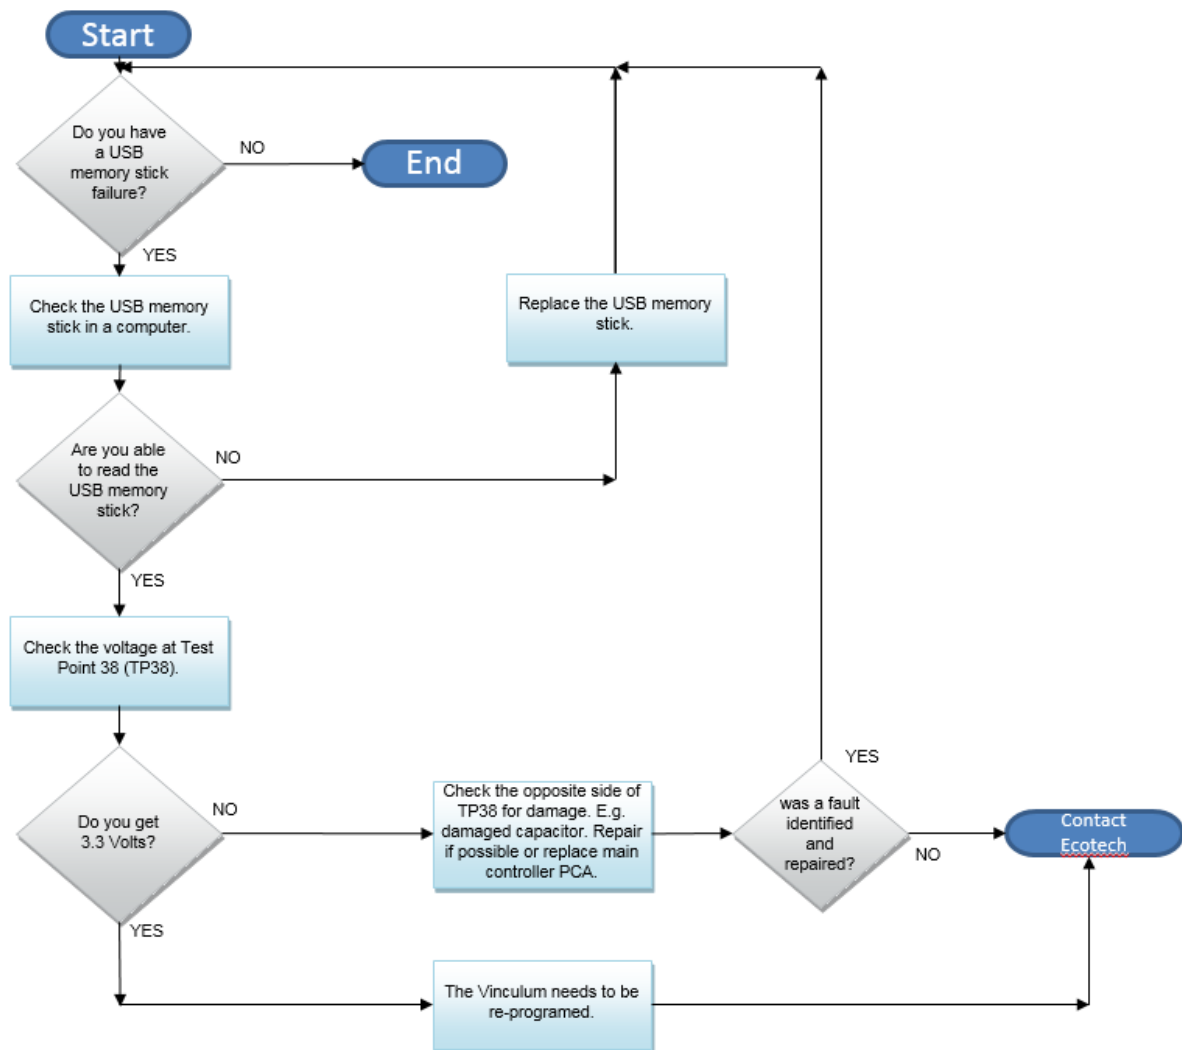 Start
Do you have
a USB
memory stick
failure?
NO
End
YES
Check the USB memory
stick in a computer.
Replace the USB memory
stick.
Are you able
to read the
USB memory
stick?
NO
YES
Check the voltage at Test
Point 38 (TP38).
Do you get
3.3 Volts?
NO
Check the opposite side of
TP38 for damage. E.g.
damaged capacitor. Repair
if possible or replace main
controller PCA.
YES
was a fault
identified
and
repaired?
NO
Contact
Ecotech
YES
The Vinculum needs to be
re-programed.